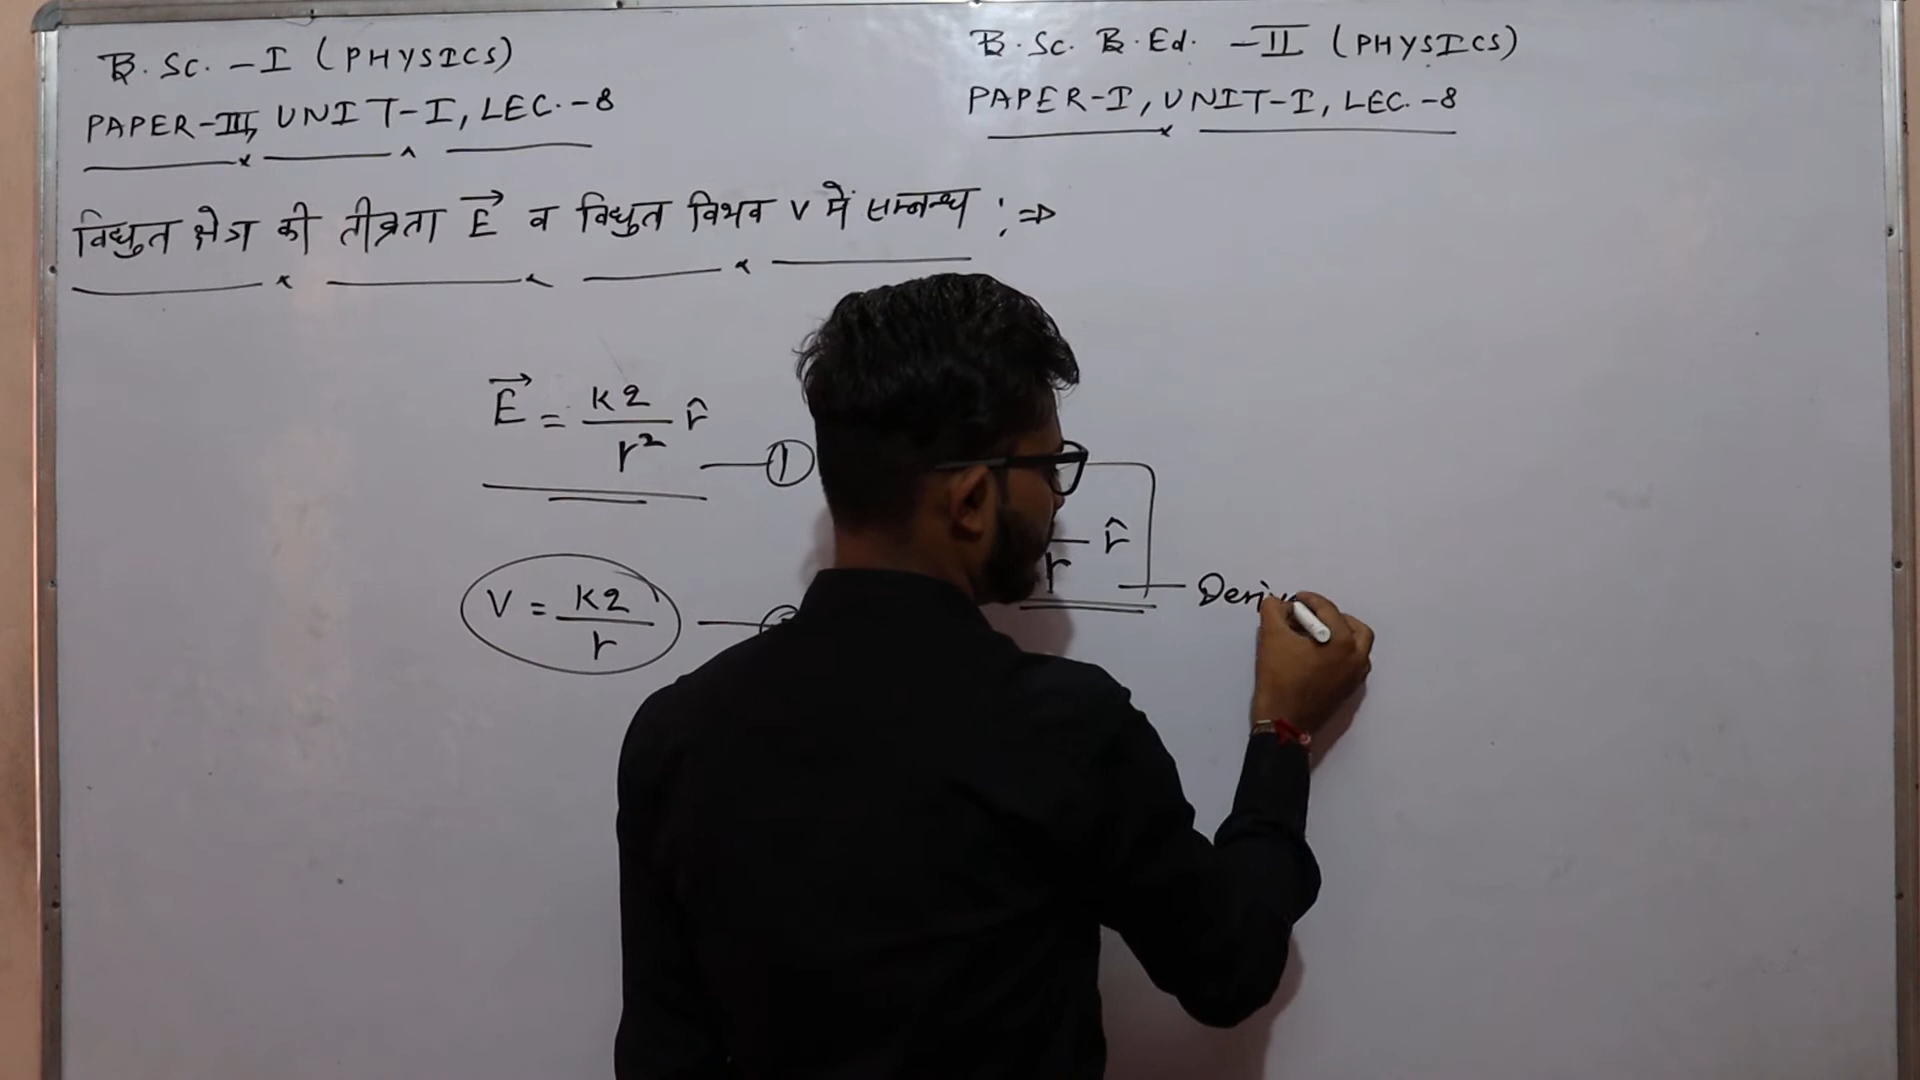 B.Sc. -I (PHYSICS)
PAPER-III, UNIT-I, LEC.-8
B.Sc. B.Ed. -II (PHYSICS)
PAPER-I, UNIT-I, LEC.-8
विद्युत क्षेत्र की तीव्रता E⃗ व विद्युत विभव V में सम्बन्ध :⇒
E⃗ = kq/r² r̂ —①
r r̂
V = kq/r
Deri